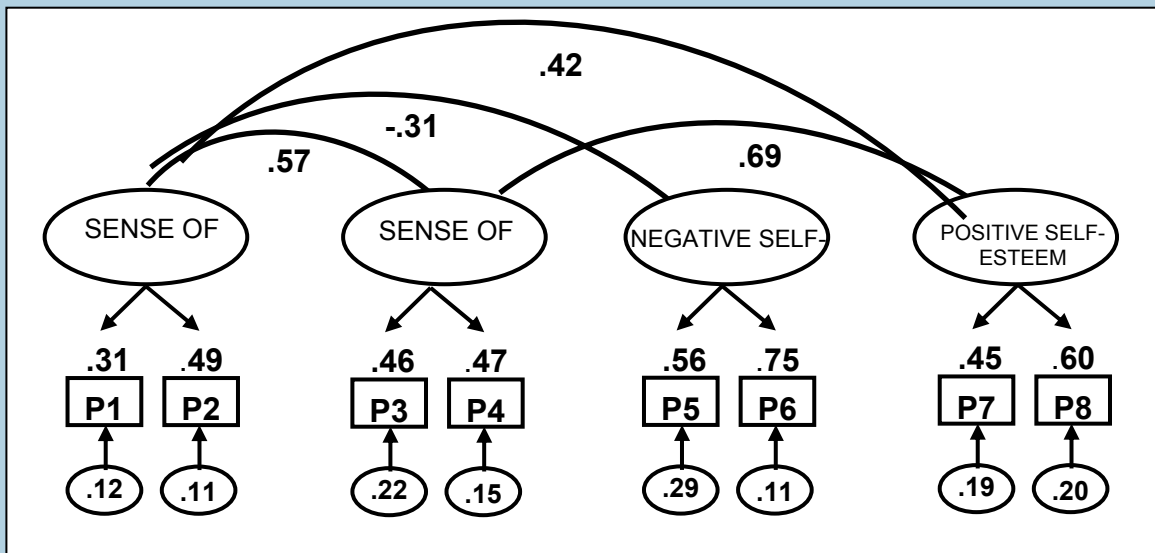 .42
-.31
.57
.69
SENSE OF
SENSE OF
NEGATIVE SELF-
POSITIVE SELF-
ESTEEM
.31 .49 .46 .47 .56 .75 .45 .60
P1 P2 P3 P4 P5 P6 P7 P8
.12 .11 .22 .15 .29 .11 .19 .20